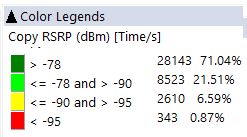 Color Legends
Copy RSRP (dBm) [Time/s]
> -78 28143 71.04%
<= -78 and > -90 8523 21.51%
<= -90 and > -95 2610 6.59%
< -95 343 0.87%